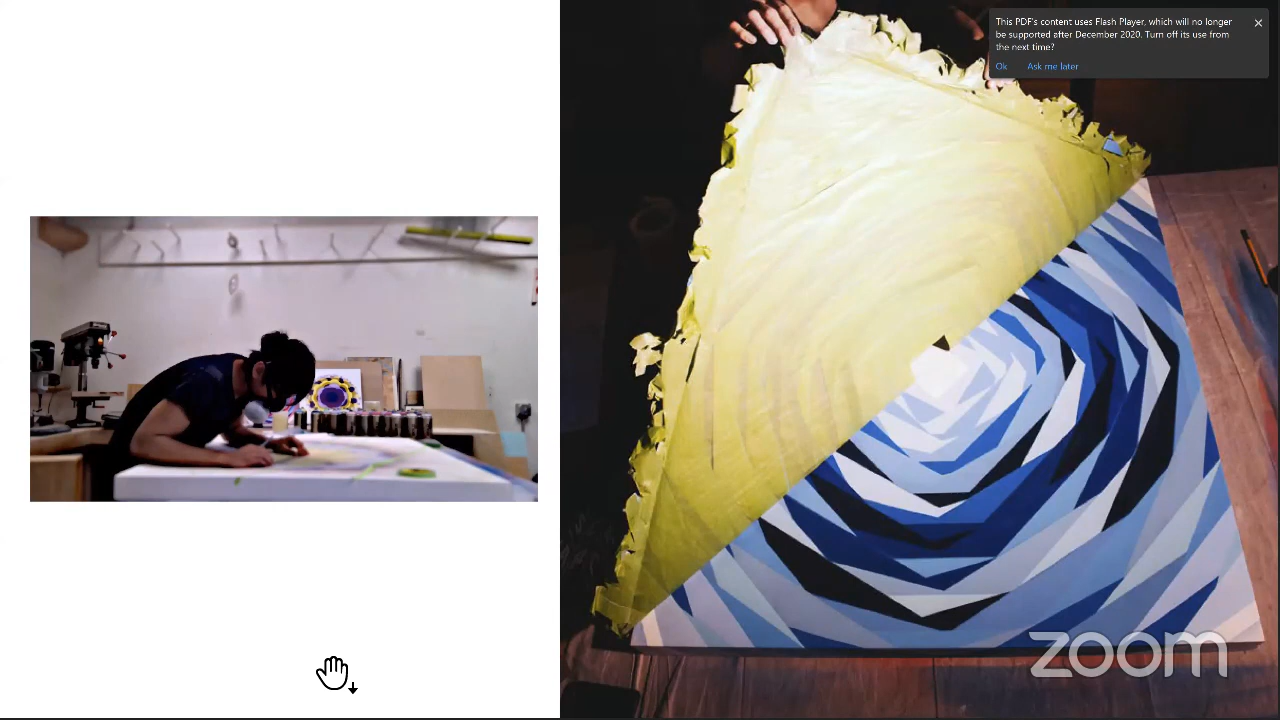 This PDF's content uses Flash Player, which will no longer
be supported after December 2020. Turn off its use from
the next time?
Ok Ask me later
zoom